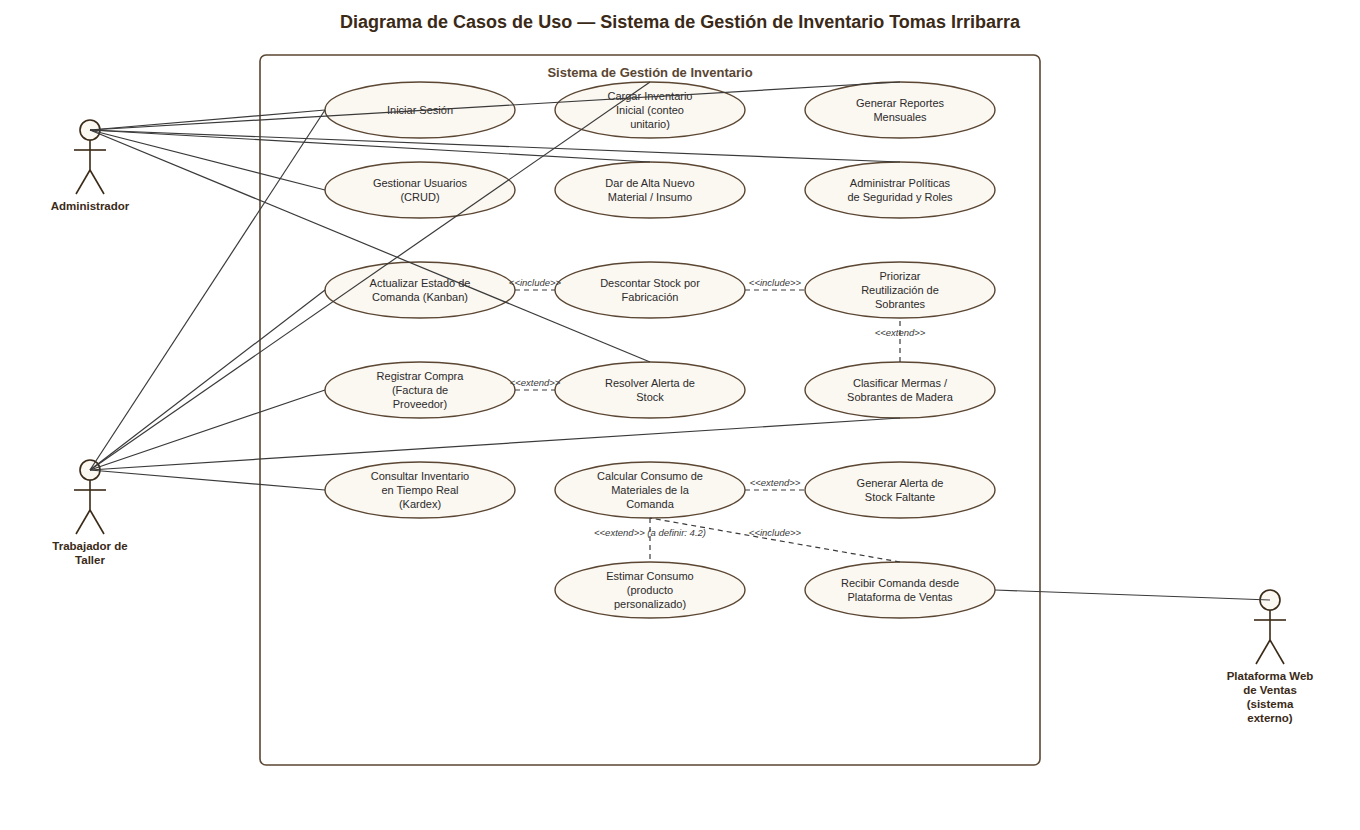 Diagrama de Casos de Uso — Sistema de Gestión de Inventario Tomas Irribarra
Sistema de Gestión de Inventario
Iniciar Sesión
Cargar Inventario
Inicial (conteo
unitario)
Generar Reportes
Mensuales
Administrador
Gestionar Usuarios
(CRUD)
Dar de Alta Nuevo
Material / Insumo
Administrar Políticas
de Seguridad y Roles
Actualizar Estado de
Comanda (Kanban)
<<include>>
Descontar Stock por
Fabricación
<<include>>
Priorizar
Reutilización de
Sobrantes
<<extend>>
Registrar Compra
(Factura de
Proveedor)
<<extend>>
Resolver Alerta de
Stock
Clasificar Mermas /
Sobrantes de Madera
Trabajador de
Taller
Consultar Inventario
en Tiempo Real
(Kardex)
Calcular Consumo de
Materiales de la
Comanda
<<extend>>
Generar Alerta de
Stock Faltante
<<extend>> (a definir: 4.2)
<<include>>
Estimar Consumo
(producto
personalizado)
Recibir Comanda desde
Plataforma de Ventas
Plataforma Web
de Ventas
(sistema
externo)